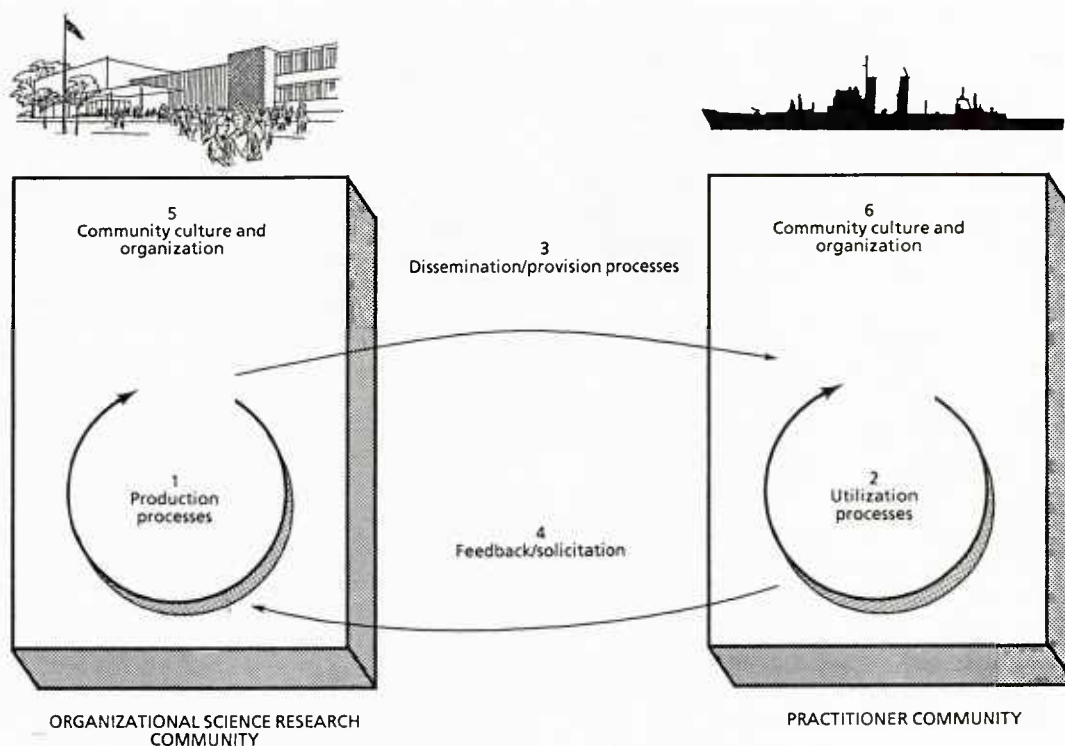 5
Community culture and
organization
3
Dissemination/provision processes
6
Community culture and
organization
1
Production
processes
2
Utilization
processes
4
Feedback/solicitation
ORGANIZATIONAL SCIENCE RESEARCH
COMMUNITY
PRACTITIONER COMMUNITY